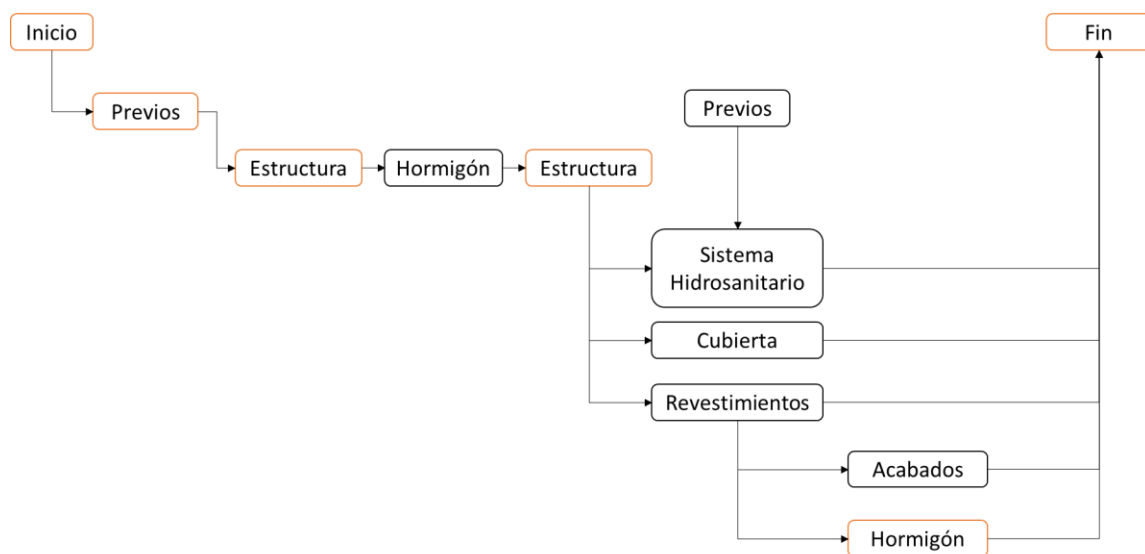 Inicio
Fin
Previos
Previos
Estructura
Hormigón
Estructura
Sistema
Hidrosanitario
Cubierta
Revestimientos
Acabados
Hormigón